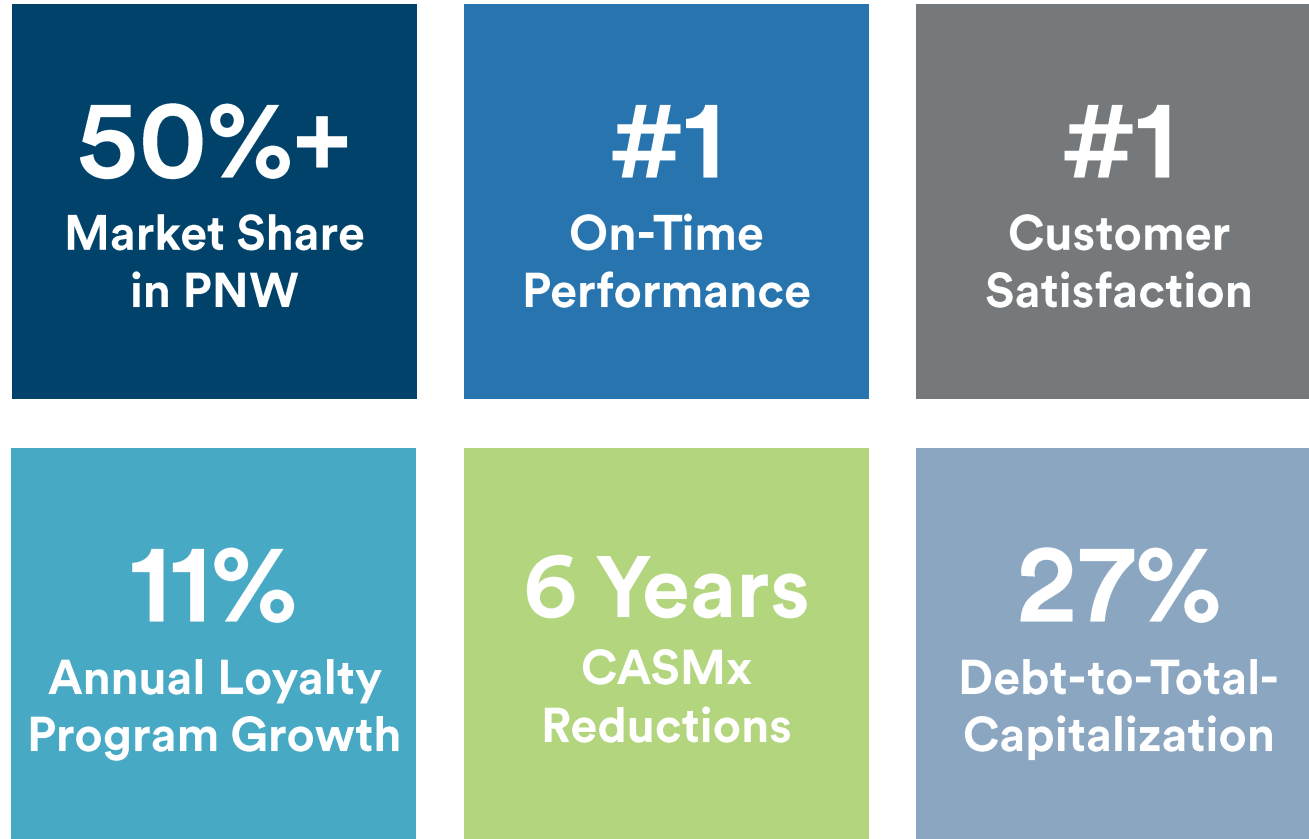 50%+
Market Share
in PNW
#1
On-Time
Performance
#1
Customer
Satisfaction
11%
Annual Loyalty
Program Growth
6 Years
CASMx
Reductions
27%
Debt-to-Total-
Capitalization